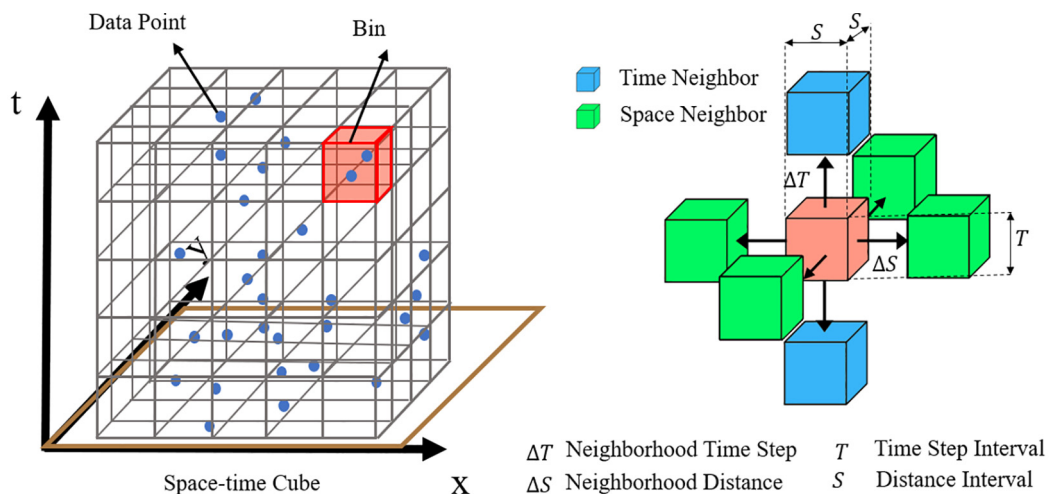 Data Point
Bin
t
y
Space-time Cube
X
S
S
Time Neighbor
Space Neighbor
ΔT
ΔS
T
ΔT Neighborhood Time Step T Time Step Interval
ΔS Neighborhood Distance S Distance Interval